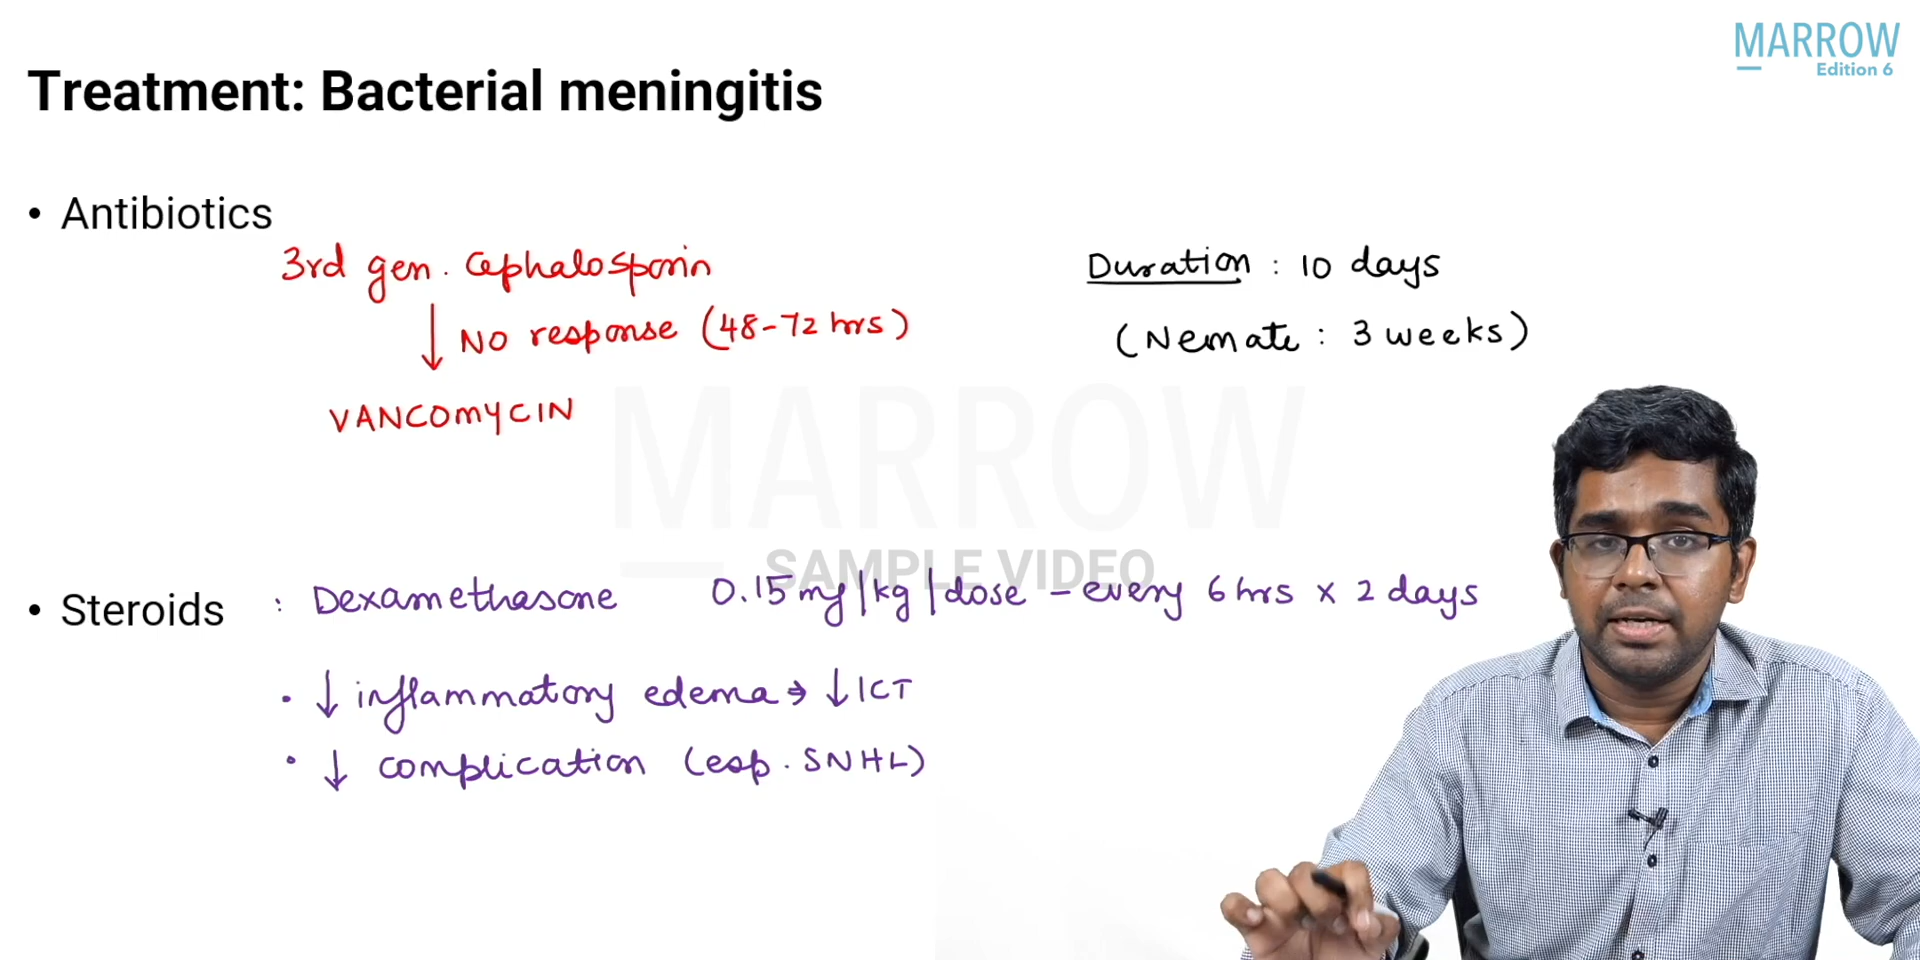 MARROW
Edition 6
Treatment: Bacterial meningitis
• Antibiotics
3rd gen. cephalosporin
↓ No response (48-72 hrs)
VANCOMYCIN
Duration : 10 days
(Neonate : 3 weeks)
MARROW
SAMPLE VIDEO
• Steroids : Dexamethasone 0.15 mg/kg/dose - every 6 hrs x 2 days
• ↓ inflammatory edema → ↓ ICT
• ↓ complication (esp. SNHL)